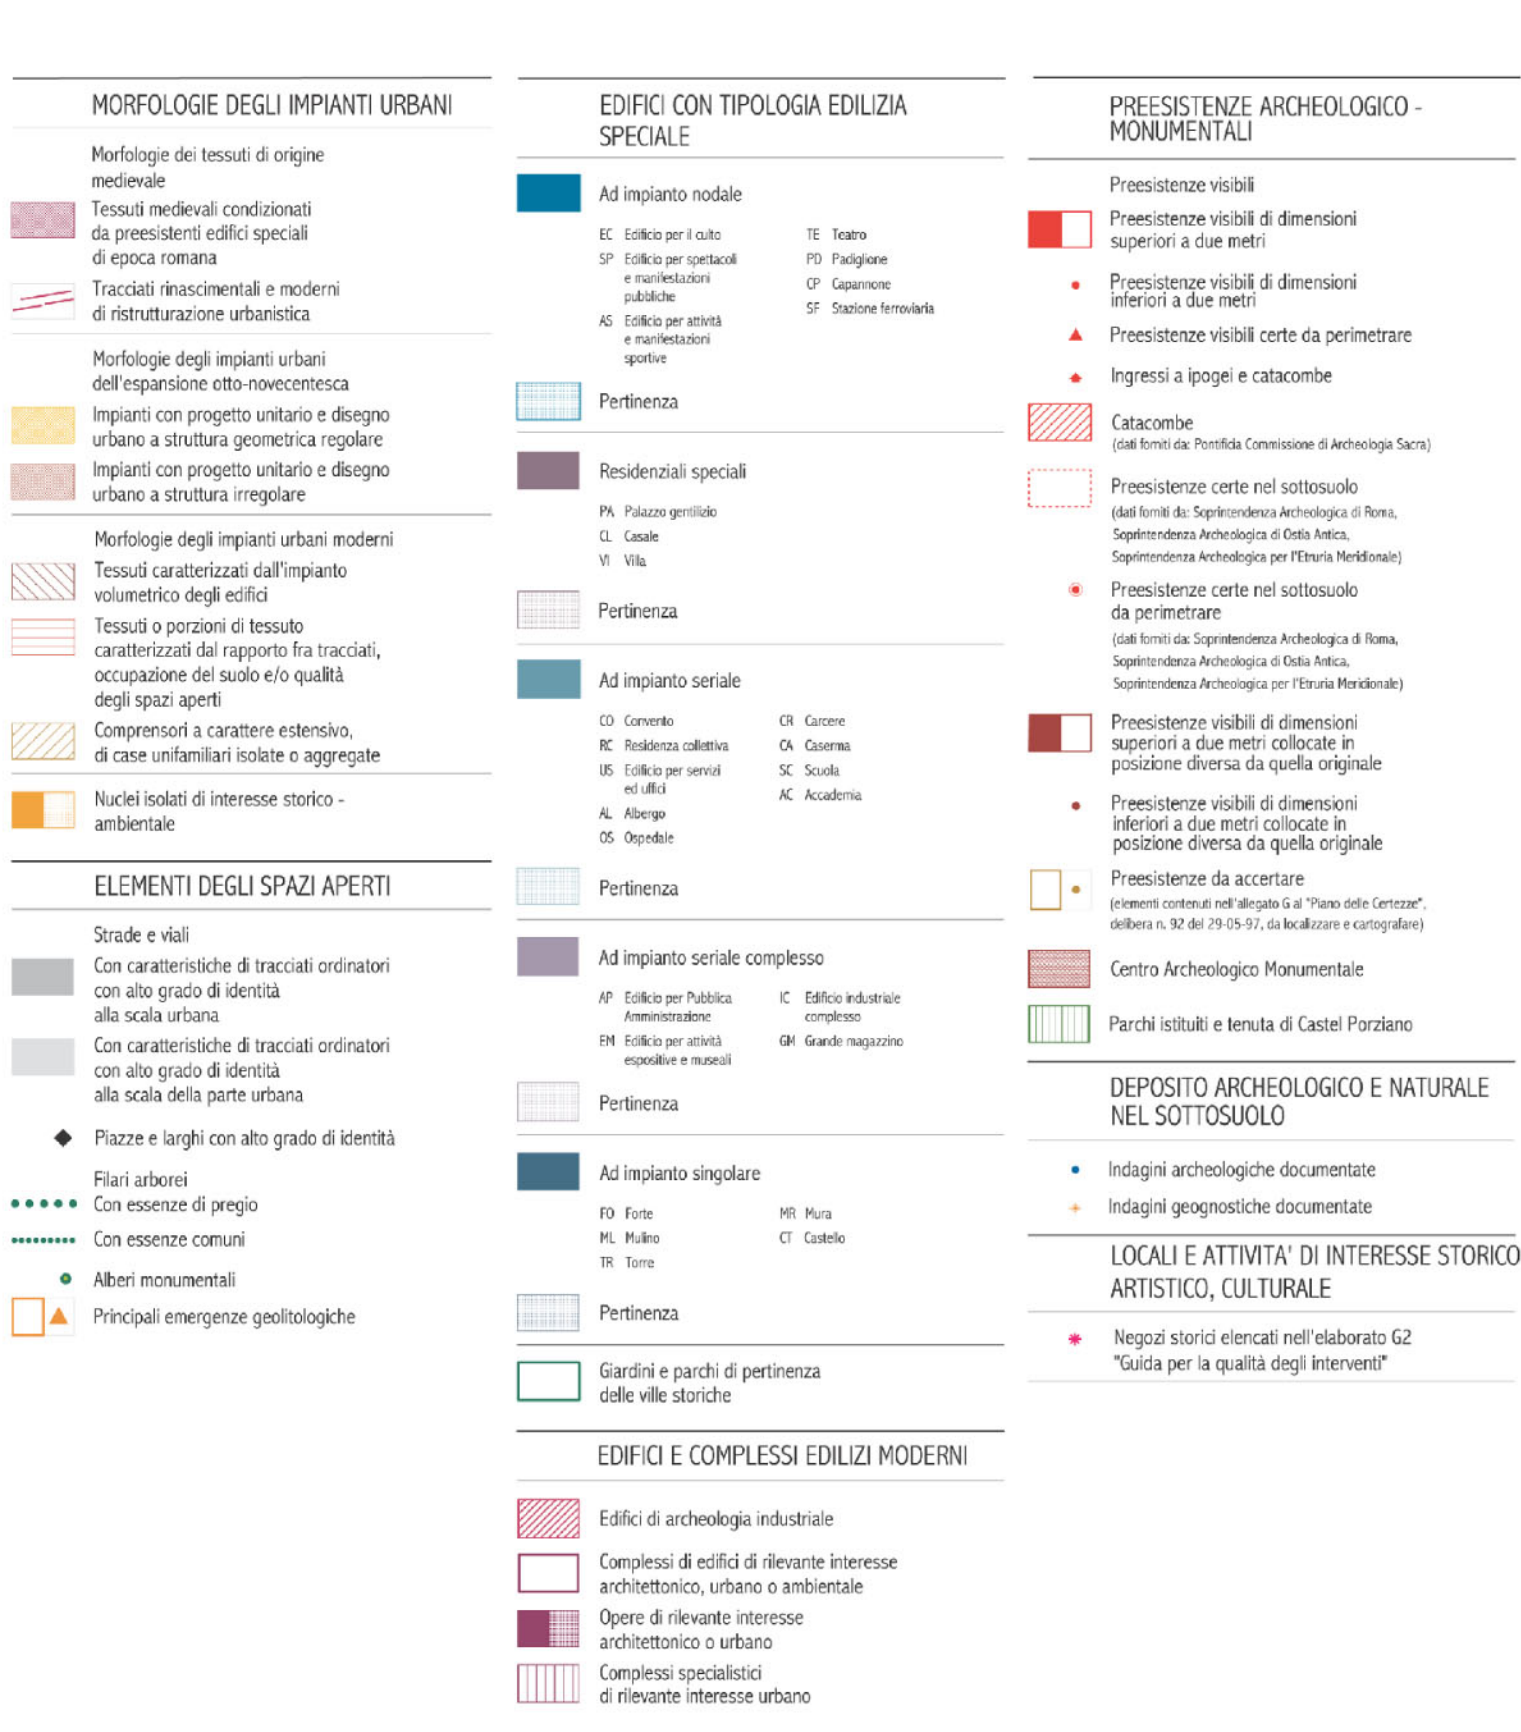 MORFOLOGIE DEGLI IMPIANTI URBANI
Morfologie dei tessuti di origine
medievale
Tessuti medievali condizionati
da preesistenti edifici speciali
di epoca romana
Tracciati rinascimentali e moderni
di ristrutturazione urbanistica
Morfologie degli impianti urbani
dell'espansione otto-novecentesca
Impianti con progetto unitario e disegno
urbano a struttura geometrica regolare
Impianti con progetto unitario e disegno
urbano a struttura irregolare
Morfologie degli impianti urbani moderni
Tessuti caratterizzati dall'impianto
volumetrico degli edifici
Tessuti o porzioni di tessuto
caratterizzati dal rapporto fra tracciati,
occupazione del suolo e/o qualità
degli spazi aperti
Comprensori a carattere estensivo,
di case unifamiliari isolate o aggregate
Nuclei isolati di interesse storico -
ambientale
ELEMENTI DEGLI SPAZI APERTI
Strade e viali
Con caratteristiche di tracciati ordinatori
con alto grado di identità
alla scala urbana
Con caratteristiche di tracciati ordinatori
con alto grado di identità
alla scala della parte urbana
Piazze e larghi con alto grado di identità
Filari arborei
Con essenze di pregio
Con essenze comuni
Alberi monumentali
Principali emergenze geolitologiche
EDIFICI CON TIPOLOGIA EDILIZIA
SPECIALE
Ad impianto nodale
EC Edificio per il culto
SP Edificio per spettacoli
e manifestazioni
pubbliche
AS Edificio per attività
e manifestazioni
sportive
TE Teatro
PD Padiglione
CP Capannone
SF Stazione ferroviaria
Pertinenza
Residenziali speciali
PA Palazzo gentilizio
CL Casale
VI Villa
Pertinenza
Ad impianto seriale
CO Convento
RC Residenza collettiva
US Edificio per servizi
ed uffici
AL Albergo
OS Ospedale
CR Carcere
CA Caserma
SC Scuola
AC Accademia
Pertinenza
Ad impianto seriale complesso
AP Edificio per Pubblica
Amministrazione
EM Edificio per attività
espositive e museali
IC Edificio industriale
complesso
GM Grande magazzino
Pertinenza
Ad impianto singolare
FO Forte
ML Mulino
TR Torre
MR Mura
CT Castello
Pertinenza
Giardini e parchi di pertinenza
delle ville storiche
EDIFICI E COMPLESSI EDILIZI MODERNI
Edifici di archeologia industriale
Complessi di edifici di rilevante interesse
architettonico, urbano o ambientale
Opere di rilevante interesse
architettonico o urbano
Complessi specialistici
di rilevante interesse urbano
PREESISTENZE ARCHEOLOGICO -
MONUMENTALI
Preesistenze visibili
Preesistenze visibili di dimensioni
superiori a due metri
Preesistenze visibili di dimensioni
inferiori a due metri
Preesistenze visibili certe da perimetrare
Ingressi a ipogei e catacombe
Catacombe
(dati forniti da: Pontificia Commissione di Archeologia Sacra)
Preesistenze certe nel sottosuolo
(dati forniti da: Soprintendenza Archeologica di Roma,
Soprintendenza Archeologica di Ostia Antica,
Soprintendenza Archeologica per l'Etruria Meridionale)
Preesistenze certe nel sottosuolo
da perimetrare
(dati forniti da: Soprintendenza Archeologica di Roma,
Soprintendenza Archeologica di Ostia Antica,
Soprintendenza Archeologica per l'Etruria Meridionale)
Preesistenze visibili di dimensioni
superiori a due metri collocate in
posizione diversa da quella originale
Preesistenze visibili di dimensioni
inferiori a due metri collocate in
posizione diversa da quella originale
Preesistenze da accertare
(elementi contenuti nell'allegato G al "Piano delle Certezze",
delibera n. 92 del 29-05-97, da localizzare e cartografare)
Centro Archeologico Monumentale
Parchi istituiti e tenuta di Castel Porziano
DEPOSITO ARCHEOLOGICO E NATURALE
NEL SOTTOSUOLO
Indagini archeologiche documentate
Indagini geognostiche documentate
LOCALI E ATTIVITA' DI INTERESSE STORICO
ARTISTICO, CULTURALE
Negozi storici elencati nell'elaborato G2
"Guida per la qualità degli interventi"